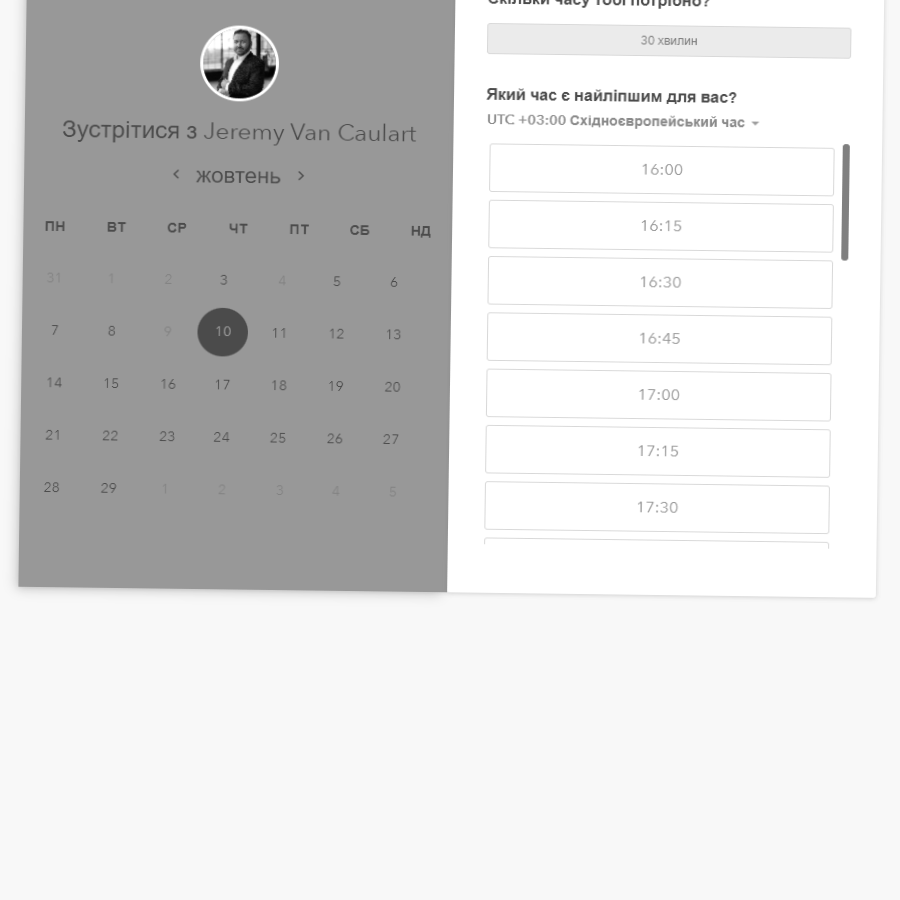 Зустрітися з Jeremy Van Caulart
‹ жовтень ›
ПН ВТ СР ЧТ ПТ СБ НД
31 1 2 3 4 5 6
7 8 9 10 11 12 13
14 15 16 17 18 19 20
21 22 23 24 25 26 27
28 29 1 2 3 4 5
Скільки часу тобі потрібно?
30 хвилин
Який час є найліпшим для вас?
UTC +03:00 Східноєвропейський час
16:00
16:15
16:30
16:45
17:00
17:15
17:30